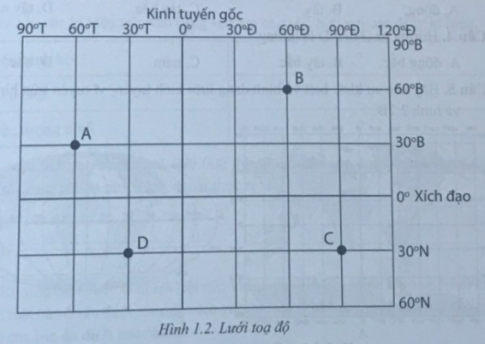 Kinh tuyến gốc
90°T 60°T 30°T 0° 30°Đ 60°Đ 90°Đ 120°Đ
90°B
B
60°B
A
30°B
0° Xích đạo
D
C
30°N
60°N
Hình 1.2. Lưới toạ độ